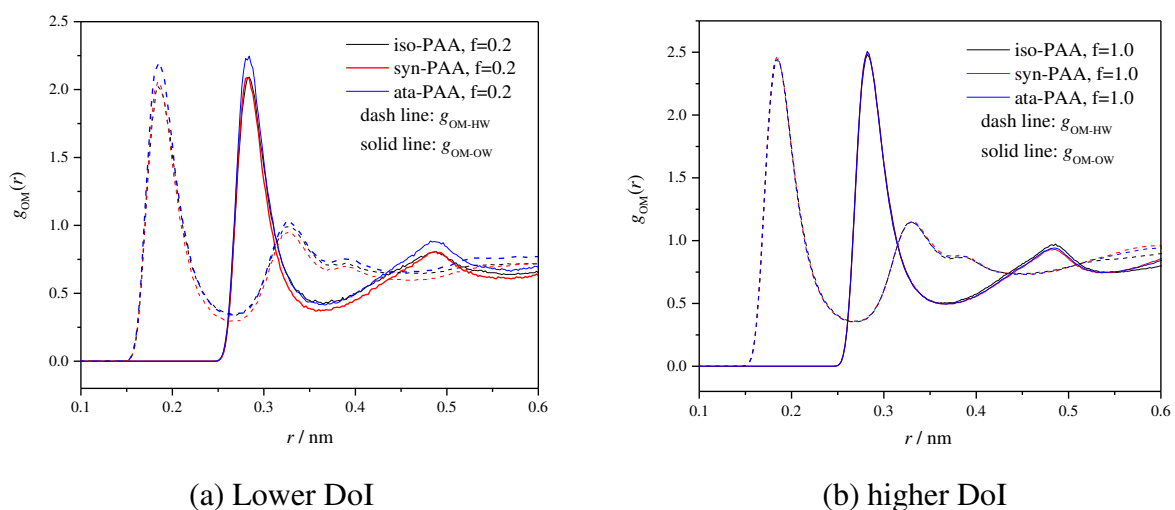 2.5
2.0
1.5
1.0
0.5
0.0
g_OM(r)
iso-PAA, f=0.2
syn-PAA, f=0.2
ata-PAA, f=0.2
dash line: g_OM-HW
solid line: g_OM-OW
0.1 0.2 0.3 0.4 0.5 0.6
r / nm
(a) Lower DoI
2.5
2.0
1.5
1.0
0.5
0.0
g_OM(r)
iso-PAA, f=1.0
syn-PAA, f=1.0
ata-PAA, f=1.0
dash line: g_OM-HW
solid line: g_OM-OW
0.1 0.2 0.3 0.4 0.5 0.6
r / nm
(b) higher DoI